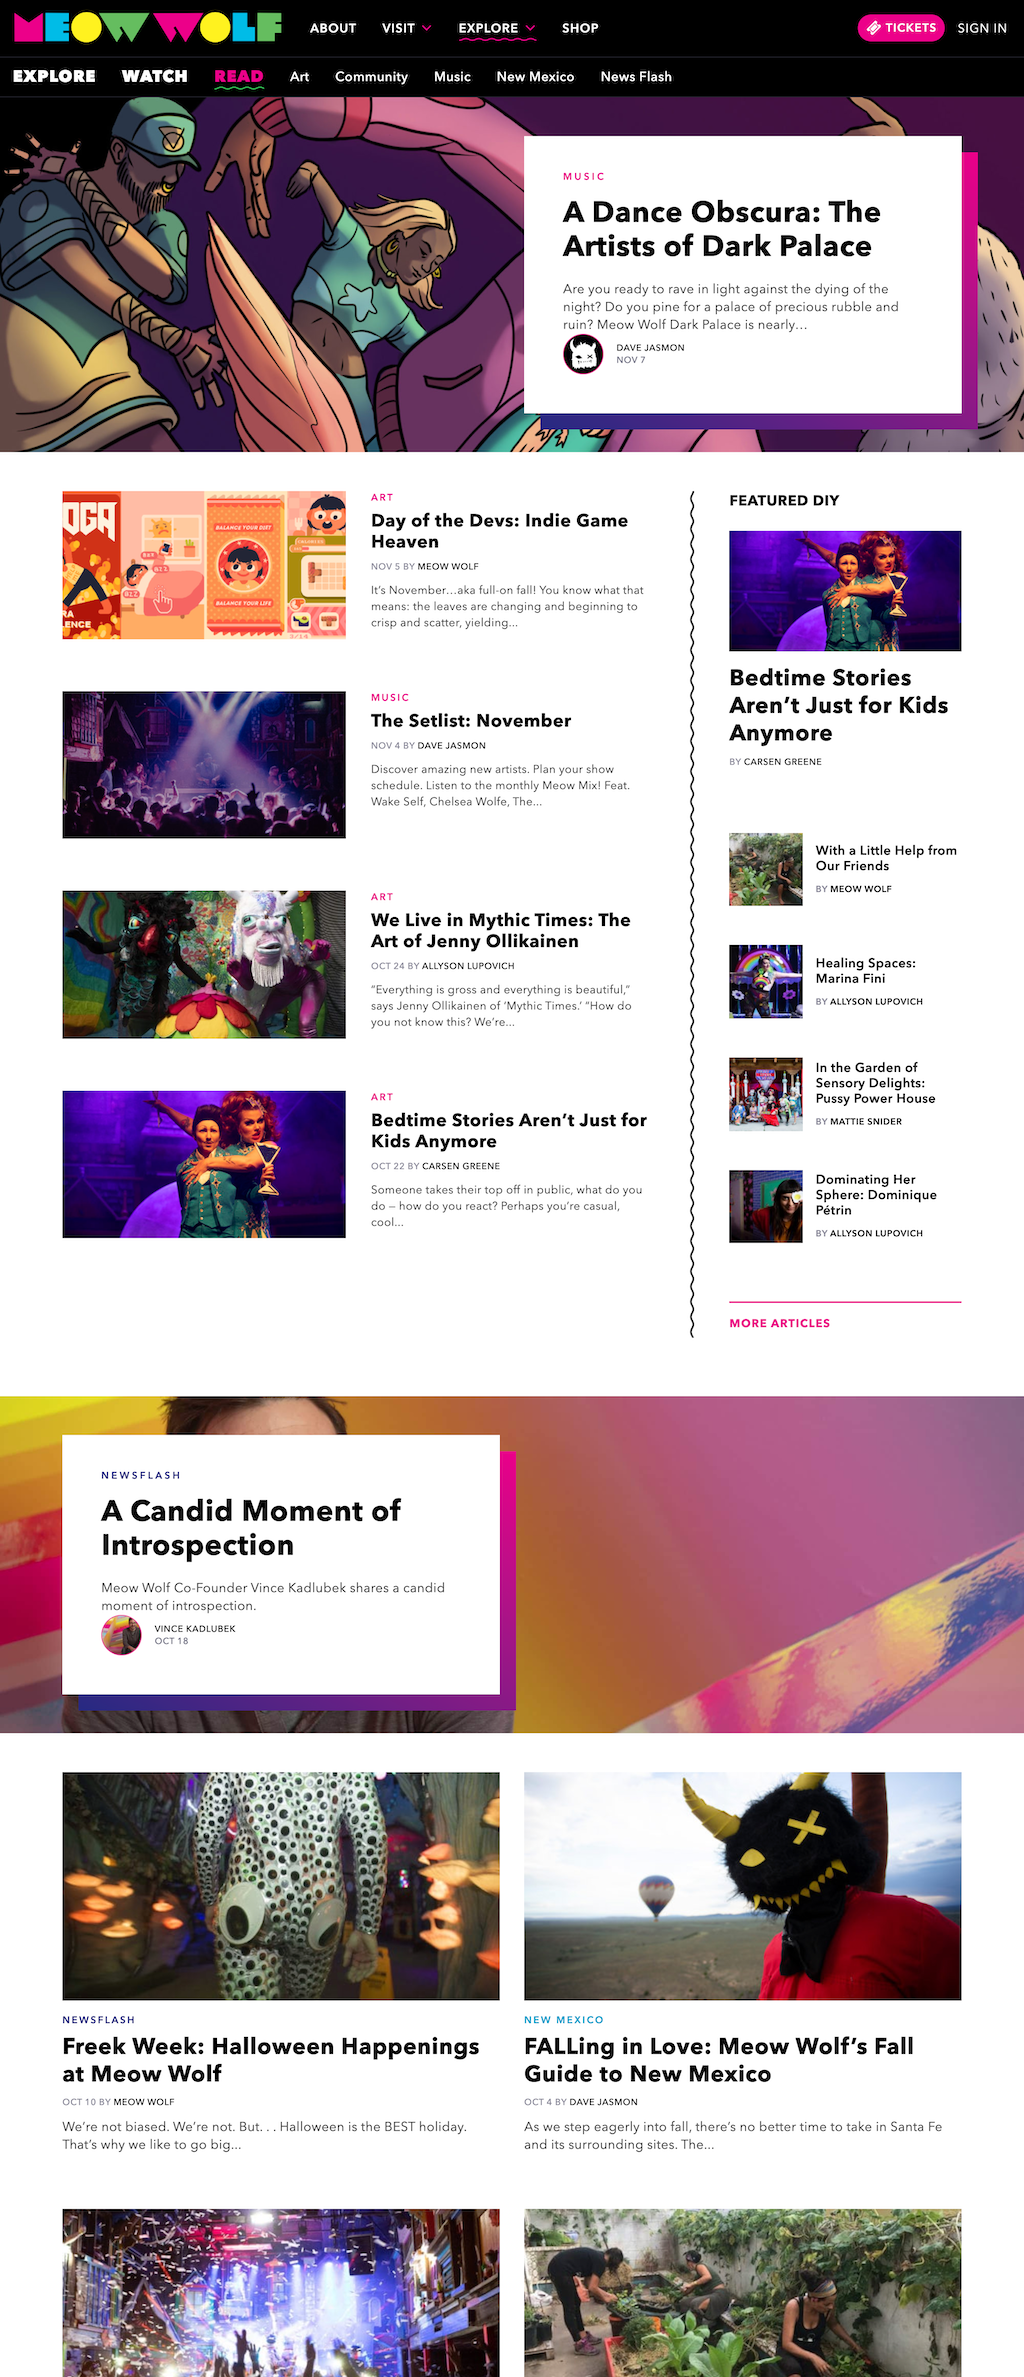 MEOW WOLF
ABOUT
VISIT
EXPLORE
SHOP
TICKETS
SIGN IN
EXPLORE
WATCH
READ
Art
Community
Music
New Mexico
News Flash
MUSIC
A Dance Obscura: The
Artists of Dark Palace
Are you ready to rave in light against the dying of the
night? Do you pine for a palace of precious rubble and
ruin? Meow Wolf Dark Palace is nearly…
DAVE JASMON
NOV 7
BALANCE YOUR DIET
BALANCE YOUR LIFE
ART
Day of the Devs: Indie Game
Heaven
NOV 5 BY MEOW WOLF
It’s November…aka full-on fall! You know what that
means: the leaves are changing and beginning to
crisp and scatter, yielding...
MUSIC
The Setlist: November
NOV 4 BY DAVE JASMON
Discover amazing new artists. Plan your show
schedule. Listen to the monthly Meow Mix! Feat.
Wake Self, Chelsea Wolfe, The...
ART
We Live in Mythic Times: The
Art of Jenny Ollikainen
OCT 24 BY ALLYSON LUPOVICH
“Everything is gross and everything is beautiful,”
says Jenny Ollikainen of ‘Mythic Times.’ “How do
you not know this? We’re...
ART
Bedtime Stories Aren’t Just for
Kids Anymore
OCT 22 BY CARSEN GREENE
Someone takes their top off in public, what do you
do – how do you react? Perhaps you’re casual,
cool...
FEATURED DIY
Bedtime Stories
Aren’t Just for Kids
Anymore
BY CARSEN GREENE
With a Little Help from
Our Friends
BY MEOW WOLF
Healing Spaces:
Marina Fini
BY ALLYSON LUPOVICH
In the Garden of
Sensory Delights:
Pussy Power House
BY MATTIE SNIDER
Dominating Her
Sphere: Dominique
Pétrin
BY ALLYSON LUPOVICH
MORE ARTICLES
NEWSFLASH
A Candid Moment of
Introspection
Meow Wolf Co-Founder Vince Kadlubek shares a candid
moment of introspection.
VINCE KADLUBEK
OCT 18
NEWSFLASH
Freek Week: Halloween Happenings
at Meow Wolf
OCT 10 BY MEOW WOLF
We’re not biased. We’re not. But. . . Halloween is the BEST holiday.
That’s why we like to go big...
NEW MEXICO
FALLing in Love: Meow Wolf’s Fall
Guide to New Mexico
OCT 4 BY DAVE JASMON
As we step eagerly into fall, there’s no better time to take in Santa Fe
and its surrounding sites. The...